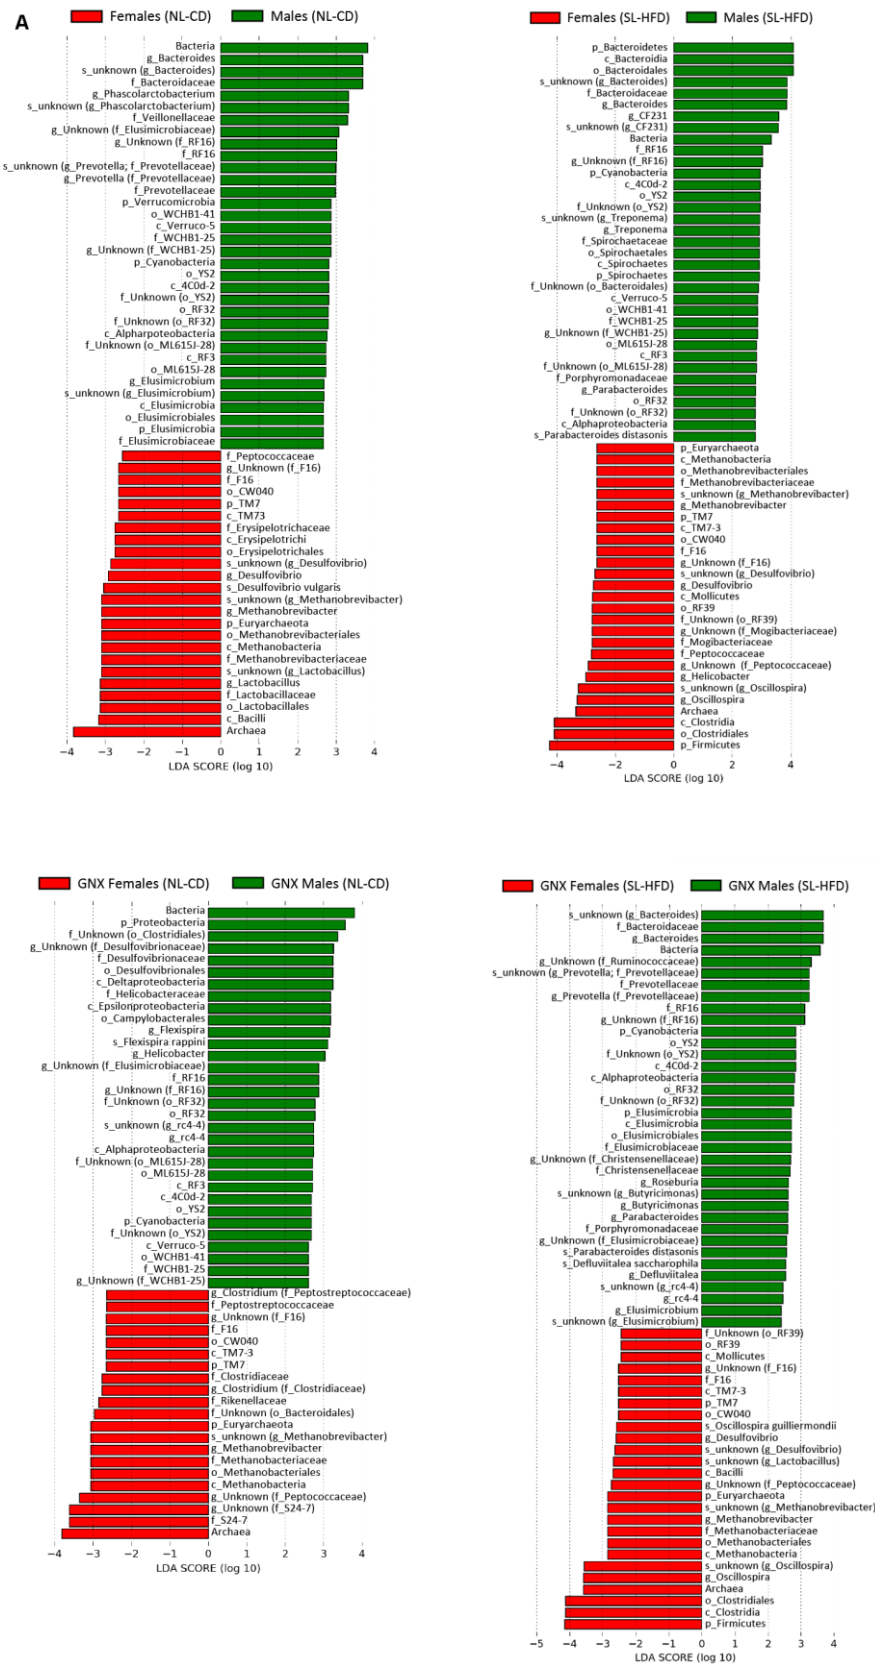 A
Females (NL-CD) Males (NL-CD)
Bacteria
g_Bacteroides
s_unknown (g_Bacteroides)
f_Bacteroidaceae
g_Phascolarctobacterium
s_unknown (g_Phascolarctobacterium)
f_Veillonellaceae
g_Unknown (f_Elusimicrobiaceae)
g_Unknown (f_RF16)
f_RF16
s_unknown (g_Prevotella; f_Prevotellaceae)
g_Prevotella (f_Prevotellaceae)
f_Prevotellaceae
p_Verrucomicrobia
o_WCHB1-41
c_Verruco-5
f_WCHB1-25
g_Unknown (f_WCHB1-25)
p_Cyanobacteria
o_YS2
c_4C0d-2
f_Unknown (o_YS2)
o_RF32
f_Unknown (o_RF32)
c_Alpharpoteobacteria
f_Unknown (o_ML615J-28)
c_RF3
o_ML615J-28
g_Elusimicrobium
s_unknown (g_Elusimicrobium)
c_Elusimicrobia
o_Elusimicrobiales
p_Elusimicrobia
f_Elusimicrobiaceae
f_Peptococcaceae
g_Unknown (f_F16)
f_F16
o_CW040
p_TM7
c_TM73
f_Erysipelotrichaceae
c_Erysipelotrichi
o_Erysipelotrichales
s_unknown (g_Desulfovibrio)
g_Desulfovibrio
s_Desulfovibrio vulgaris
s_unknown (g_Methanobrevibacter)
g_Methanobrevibacter
p_Euryarchaeota
o_Methanobrevibacteriales
c_Methanobacteria
f_Methanobrevibacteriaceae
s_unknown (g_Lactobacillus)
g_Lactobacillus
f_Lactobacillaceae
o_Lactobacillales
c_Bacilli
Archaea
−4 −3 −2 −1 0 1 2 3 4
LDA SCORE (log 10)
Females (SL-HFD) Males (SL-HFD)
p_Bacteroidetes
c_Bacteroidia
o_Bacteroidales
s_unknown (g_Bacteroides)
f_Bacteroidaceae
g_Bacteroides
g_CF231
s_unknown (g_CF231)
Bacteria
f_RF16
g_Unknown (f_RF16)
p_Cyanobacteria
c_4C0d-2
o_YS2
f_Unknown (o_YS2)
s_unknown (g_Treponema)
g_Treponema
f_Spirochaetaceae
o_Spirochaetales
c_Spirochaetes
p_Spirochaetes
f_Unknown (o_Bacteroidales)
c_Verruco-5
o_WCHB1-41
f_WCHB1-25
g_Unknown (f_WCHB1-25)
o_ML615J-28
c_RF3
f_Unknown (o_ML615J-28)
f_Porphyromonadaceae
g_Parabacteroides
o_RF32
f_Unknown (o_RF32)
c_Alphaproteobacteria
s_Parabacteroides distasonis
p_Euryarchaeota
c_Methanobacteria
o_Methanobrevibacteriales
f_Methanobrevibacteriaceae
s_unknown (g_Methanobrevibacter)
g_Methanobrevibacter
p_TM7
c_TM7-3
o_CW040
f_F16
g_Unknown (f_F16)
s_unknown (g_Desulfovibrio)
g_Desulfovibrio
c_Mollicutes
o_RF39
f_Unknown (o_RF39)
g_Unknown (f_Mogibacteriaceae)
f_Mogibacteriaceae
f_Peptococcaceae
g_Unknown (f_Peptococcaceae)
g_Helicobacter
s_unknown (g_Oscillospira)
g_Oscillospira
Archaea
c_Clostridia
o_Clostridiales
p_Firmicutes
−4 −2 0 2 4
LDA SCORE (log 10)
GNX Females (NL-CD) GNX Males (NL-CD)
Bacteria
p_Proteobacteria
f_Unknown (o_Clostridiales)
g_Unknown (f_Desulfovibrionaceae)
f_Desulfovibrionaceae
o_Desulfovibrionales
c_Deltaproteobacteria
f_Helicobacteraceae
c_Epsilonproteobacteria
o_Campylobacterales
g_Flexispira
s_Flexispira rappini
g_Helicobacter
g_Unknown (f_Elusimicrobiaceae)
f_RF16
g_Unknown (f_RF16)
f_Unknown (o_RF32)
o_RF32
s_unknown (g_rc4-4)
g_rc4-4
c_Alphaproteobacteria
f_Unknown (o_ML615J-28)
o_ML615J-28
c_RF3
c_4C0d-2
o_YS2
p_Cyanobacteria
f_Unknown (o_YS2)
c_Verruco-5
o_WCHB1-41
f_WCHB1-25
g_Unknown (f_WCHB1-25)
g_Clostridium (f_Peptostreptococcaceae)
f_Peptostreptococcaceae
g_Unknown (f_F16)
f_F16
o_CW040
c_TM7-3
p_TM7
f_Clostridiaceae
g_Clostridium (f_Clostridiaceae)
f_Rikenellaceae
f_Unknown (o_Bacteroidales)
p_Euryarchaeota
s_unknown (g_Methanobrevibacter)
g_Methanobrevibacter
f_Methanobacteriaceae
o_Methanobacteriales
c_Methanobacteria
g_Unknown (f_Peptococcaceae)
g_Unknown (f_S24-7)
f_S24-7
Archaea
−4 −3 −2 −1 0 1 2 3 4
LDA SCORE (log 10)
GNX Females (SL-HFD) GNX Males (SL-HFD)
s_unknown (g_Bacteroides)
f_Bacteroidaceae
g_Bacteroides
Bacteria
g_Unknown (f_Ruminococcaceae)
s_unknown (g_Prevotella; f_Prevotellaceae)
f_Prevotellaceae
g_Prevotella (f_Prevotellaceae)
f_RF16
g_Unknown (f_RF16)
p_Cyanobacteria
o_YS2
f_Unknown (o_YS2)
c_4C0d-2
c_Alphaproteobacteria
o_RF32
f_Unknown (o_RF32)
p_Elusimicrobia
c_Elusimicrobia
o_Elusimicrobiales
f_Elusimicrobiaceae
g_Unknown (f_Christensenellaceae)
f_Christensenellaceae
g_Roseburia
s_unknown (g_Butyricimonas)
g_Butyricimonas
g_Parabacteroides
f_Porphyromonadaceae
g_Unknown (f_Elusimicrobiaceae)
s_Parabacteroides distasonis
s_Defluviitalea saccharophila
g_Defluviitalea
s_unknown (g_rc4-4)
g_rc4-4
g_Elusimicrobium
s_unknown (g_Elusimicrobium)
f_Unknown (o_RF39)
o_RF39
c_Mollicutes
g_Unknown (f_F16)
f_F16
c_TM7-3
p_TM7
o_CW040
s_Oscillospira guilliermondii
g_Desulfovibrio
s_unknown (g_Desulfovibrio)
s_unknown (g_Lactobacillus)
c_Bacilli
g_Unknown (f_Peptococcaceae)
p_Euryarchaeota
s_unknown (g_Methanobrevibacter)
g_Methanobrevibacter
f_Methanobacteriaceae
o_Methanobacteriales
c_Methanobacteria
s_unknown (g_Oscillospira)
g_Oscillospira
Archaea
o_Clostridiales
c_Clostridia
p_Firmicutes
−5 −4 −3 −2 −1 0 1 2 3 4
LDA SCORE (log 10)